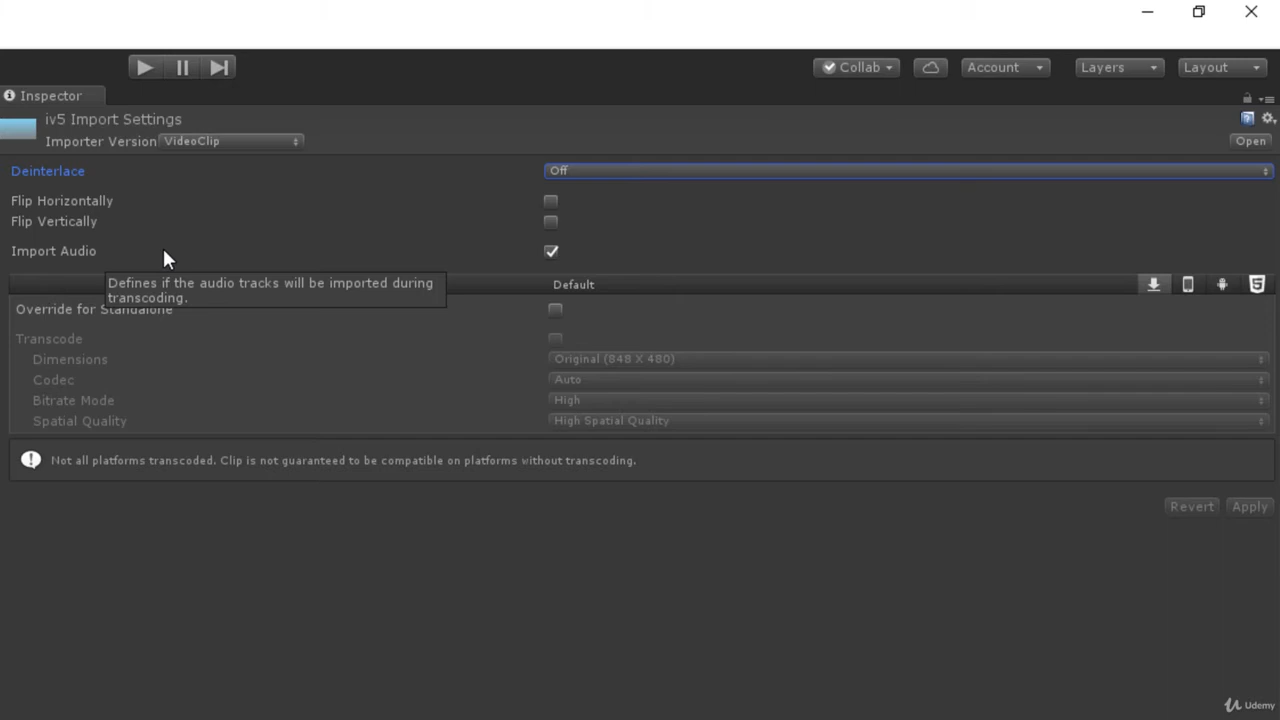 Collab
Account
Layers
Layout
Inspector
iv5 Import Settings
Importer Version VideoClip
Open
Deinterlace Off
Flip Horizontally
Flip Vertically
Import Audio
Defines if the audio tracks will be imported during
transcoding.
Default
Override for Standalone
Transcode
Dimensions Original (848 X 480)
Codec Auto
Bitrate Mode High
Spatial Quality High Spatial Quality
Not all platforms transcoded. Clip is not guaranteed to be compatible on platforms without transcoding.
Revert Apply
Udemy